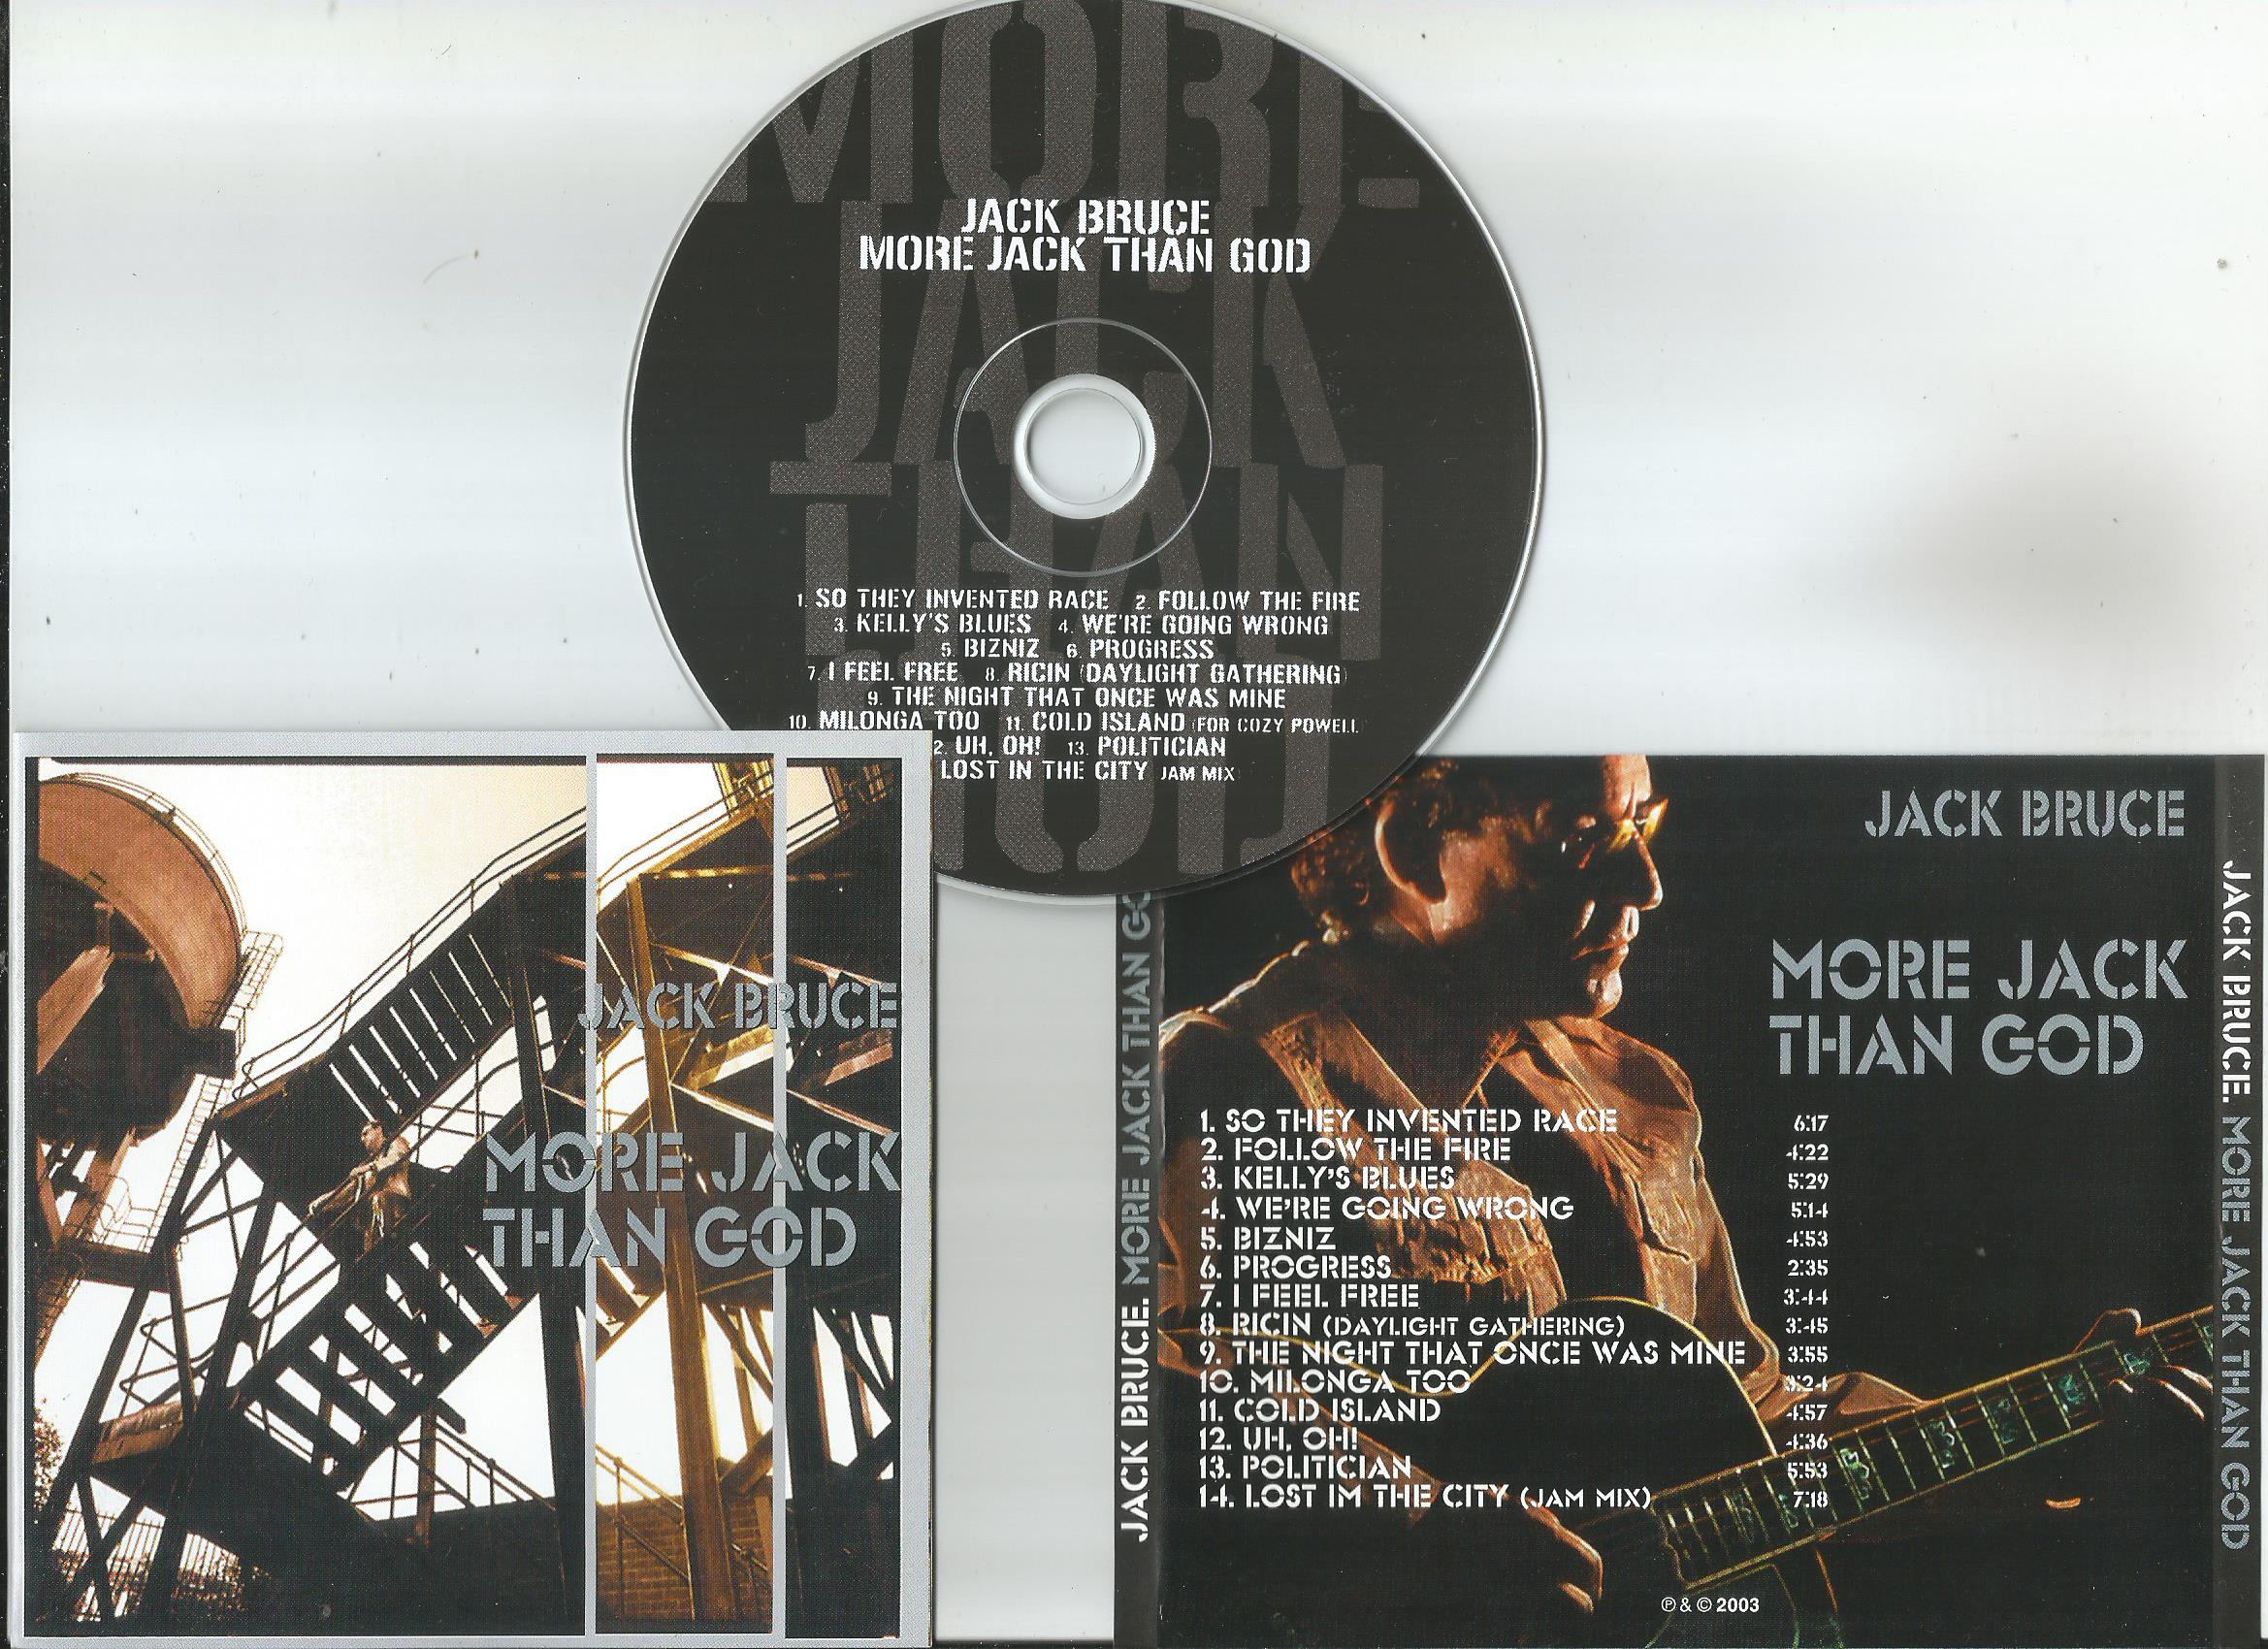 MORE
JACK
THAN
GOD
JACK BRUCE
MORE JACK THAN GOD
1. SO THEY INVENTED RACE 2. FOLLOW THE FIRE
3. KELLY'S BLUES 4. WE'RE GOING WRONG
5. BIZNIZ 6. PROGRESS
7. I FEEL FREE 8. RICIN (DAYLIGHT GATHERING)
9. THE NIGHT THAT ONCE WAS MINE
10. MILONGA TOO 11. COLD ISLAND (FOR COZY POWELL)
2. UH, OH! 13. POLITICIAN
LOST IN THE CITY JAM MIX)
JACK BRUCE
MORE JACK
THAN GOD
JACK BRUCE. MORE JACK THAN GO
JACK BRUCE
MORE JACK
THAN GOD
1. SO THEY INVENTED RACE 6:17
2. FOLLOW THE FIRE 4:22
3. KELLY'S BLUES 5:29
4. WE'RE GOING WRONG 5:14
5. BIZNIZ 4:53
6. PROGRESS 2:35
7. I FEEL FREE 3:44
8. RICIN (DAYLIGHT GATHERING) 3:45
9. THE NIGHT THAT ONCE WAS MINE 3:55
10. MILONGA TOO 3:24
11. COLD ISLAND 4:57
12. UH, OH! 4:36
13. POLITICIAN 5:53
14. LOST IM THE CITY (JAM MIX) 7:18
℗ & © 2003
JACK BRUCE. MORE JACK THAN GOD